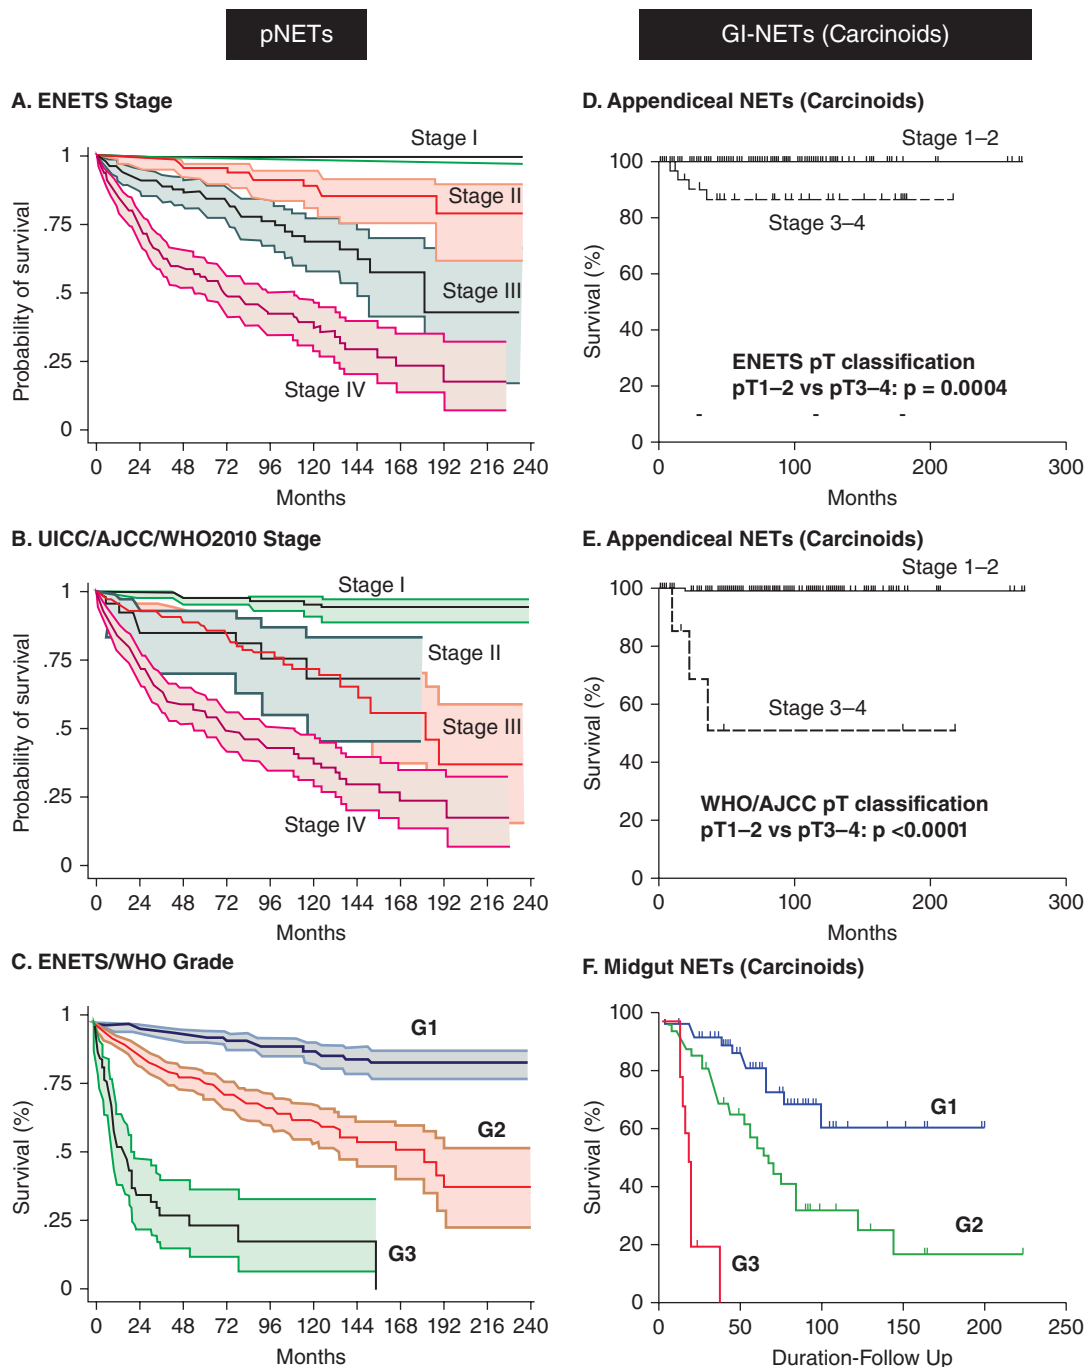 pNETs
GI-NETs (Carcinoids)
A. ENETS Stage
Probability of survival
1
.75
.5
.25
0
Stage I
Stage II
Stage III
Stage IV
0 24 48 72 96 120 144 168 192 216 240
Months
B. UICC/AJCC/WHO2010 Stage
Probability of survival
1
.75
.5
.25
0
Stage I
Stage II
Stage III
Stage IV
0 24 48 72 96 120 144 168 192 216 240
Months
C. ENETS/WHO Grade
Survival (%)
1
.75
.5
.25
0
G1
G2
G3
0 24 48 72 96 120 144 168 192 216 240
Months
D. Appendiceal NETs (Carcinoids)
Survival (%)
100
80
60
40
20
0
Stage 1–2
Stage 3–4
ENETS pT classification
pT1–2 vs pT3–4: p = 0.0004
0 100 200 300
Months
E. Appendiceal NETs (Carcinoids)
Survival (%)
100
80
60
40
20
0
Stage 1–2
Stage 3–4
WHO/AJCC pT classification
pT1–2 vs pT3–4: p <0.0001
0 100 200 300
Months
F. Midgut NETs (Carcinoids)
Survival (%)
100
80
60
40
20
0
G1
G2
G3
0 50 100 150 200 250
Duration-Follow Up